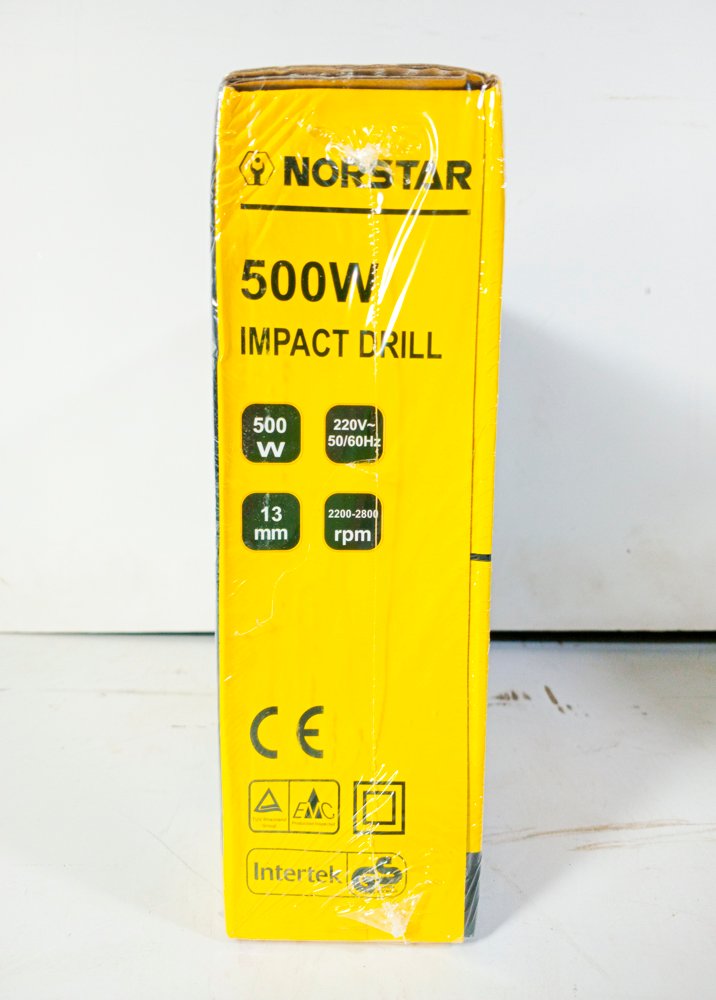 NORSTAR
500W
IMPACT DRILL
500
W
220V~
50/60Hz
13
mm
2200-2800
rpm
CE
EMC
Intertek
GS